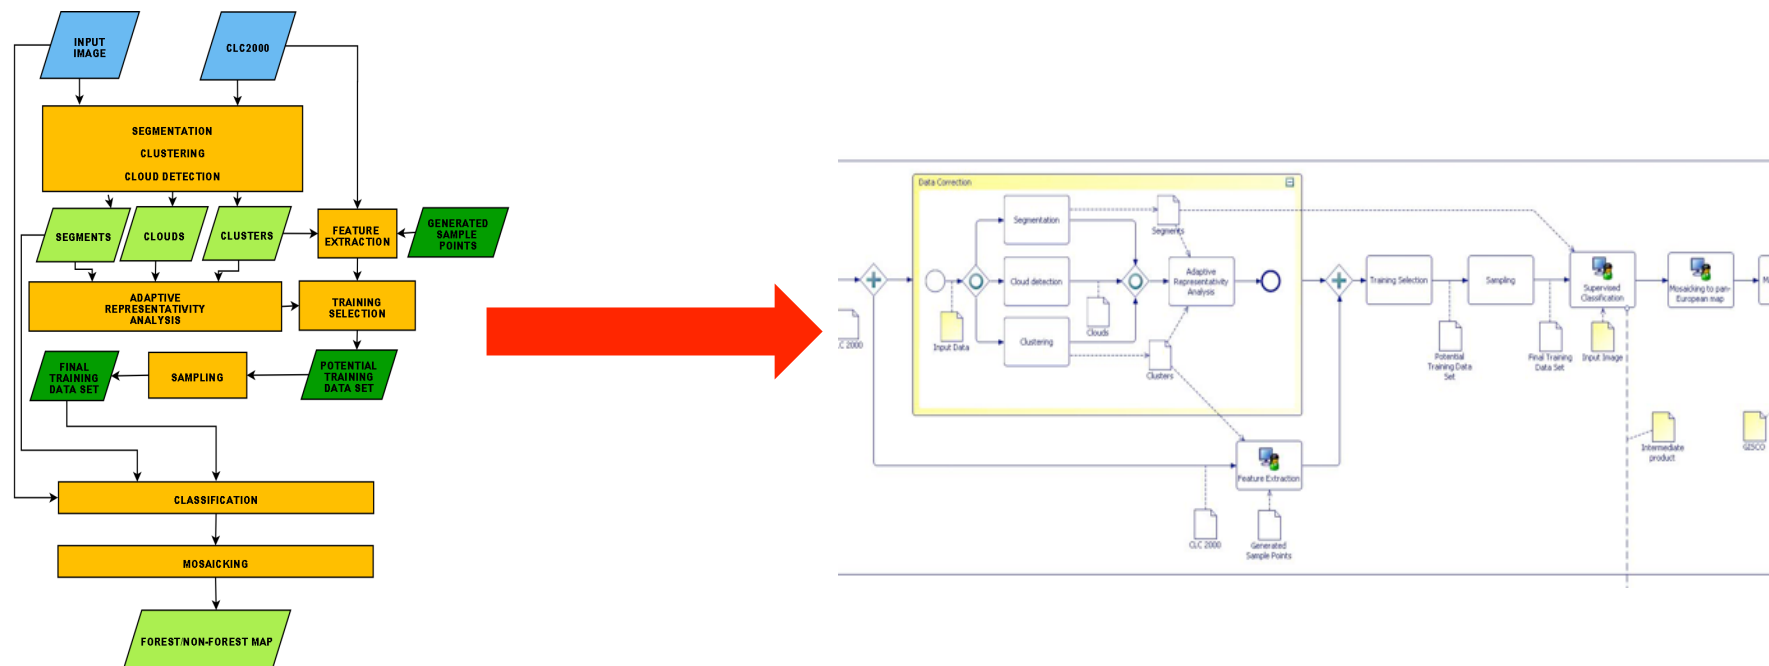 INPUT
IMAGE
CLC2000
SEGMENTATION
CLUSTERING
CLOUD DETECTION
SEGMENTS
CLOUDS
CLUSTERS
FEATURE
EXTRACTION
GENERATED
SAMPLE
POINTS
ADAPTIVE
REPRESENTATIVITY
ANALYSIS
TRAINING
SELECTION
FINAL
TRAINING
DATA SET
SAMPLING
POTENTIAL
TRAINING
DATA SET
CLASSIFICATION
MOSAICKING
FOREST/NON-FOREST MAP
Data Correction
Segmentation
Segments
Cloud detection
Clouds
Adaptive
Representativity
Analysis
Input Data
Clustering
Clusters
LC 2000
Training Selection
Potential
Training Data
Set
Sampling
Final Training
Data Set
Supervised
Classification
Input Image
Mosaicking to pan-
European map
Intermediate
product
GISCO
Feature Extraction
CLC 2000
Generated
Sample Points